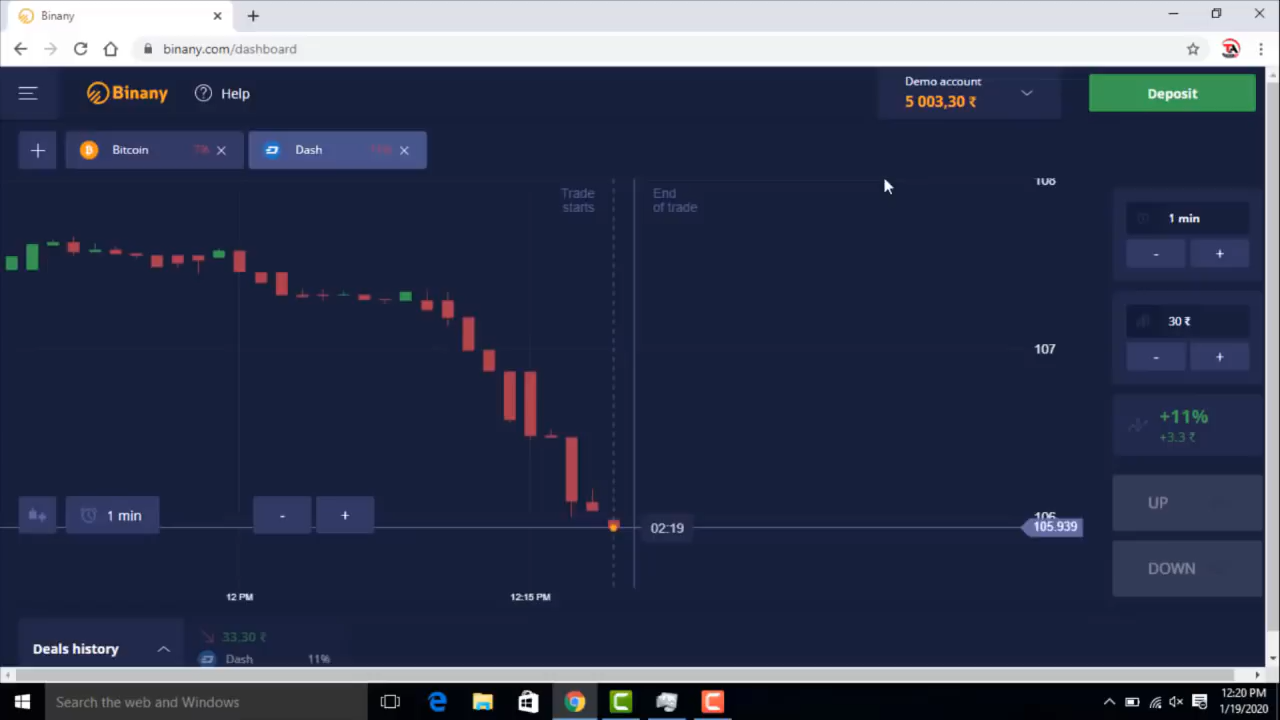 Binany
binany.com/dashboard
Binany
Help
Demo account
5 003,30 ₹
Deposit
Bitcoin
7%
Dash
11%
Trade
starts
End
of trade
108
107
105.939
02:19
1 min
-
+
12 PM
12:15 PM
1 min
-
+
30 ₹
-
+
+11%
+3.3 ₹
UP
DOWN
Deals history
33.30 ₹
Dash
11%
Search the web and Windows
12:20 PM
1/19/2020